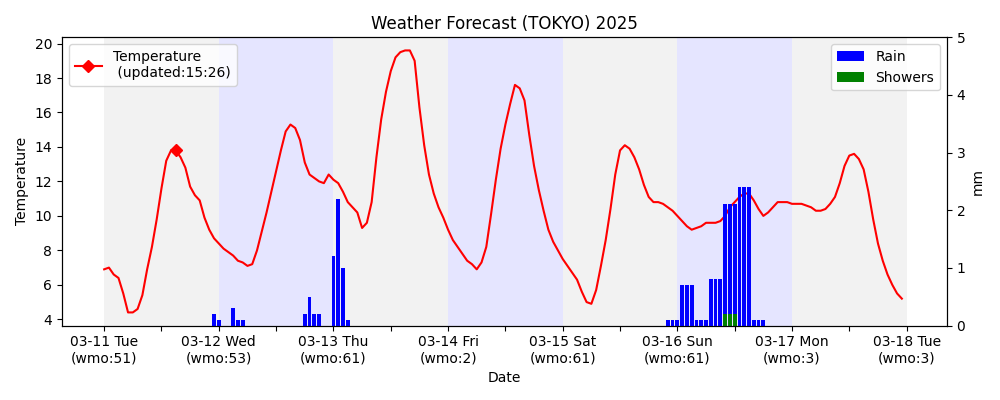 Weather Forecast (TOKYO) 2025
Temperature
(updated:15:26)
Rain
Showers
Temperature
20
18
16
14
12
10
8
6
4
5
4
3
2
1
0
mm
03-11 Tue
(wmo:51)
03-12 Wed
(wmo:53)
03-13 Thu
(wmo:61)
03-14 Fri
(wmo:2)
03-15 Sat
(wmo:61)
03-16 Sun
(wmo:61)
03-17 Mon
(wmo:3)
03-18 Tue
(wmo:3)
Date